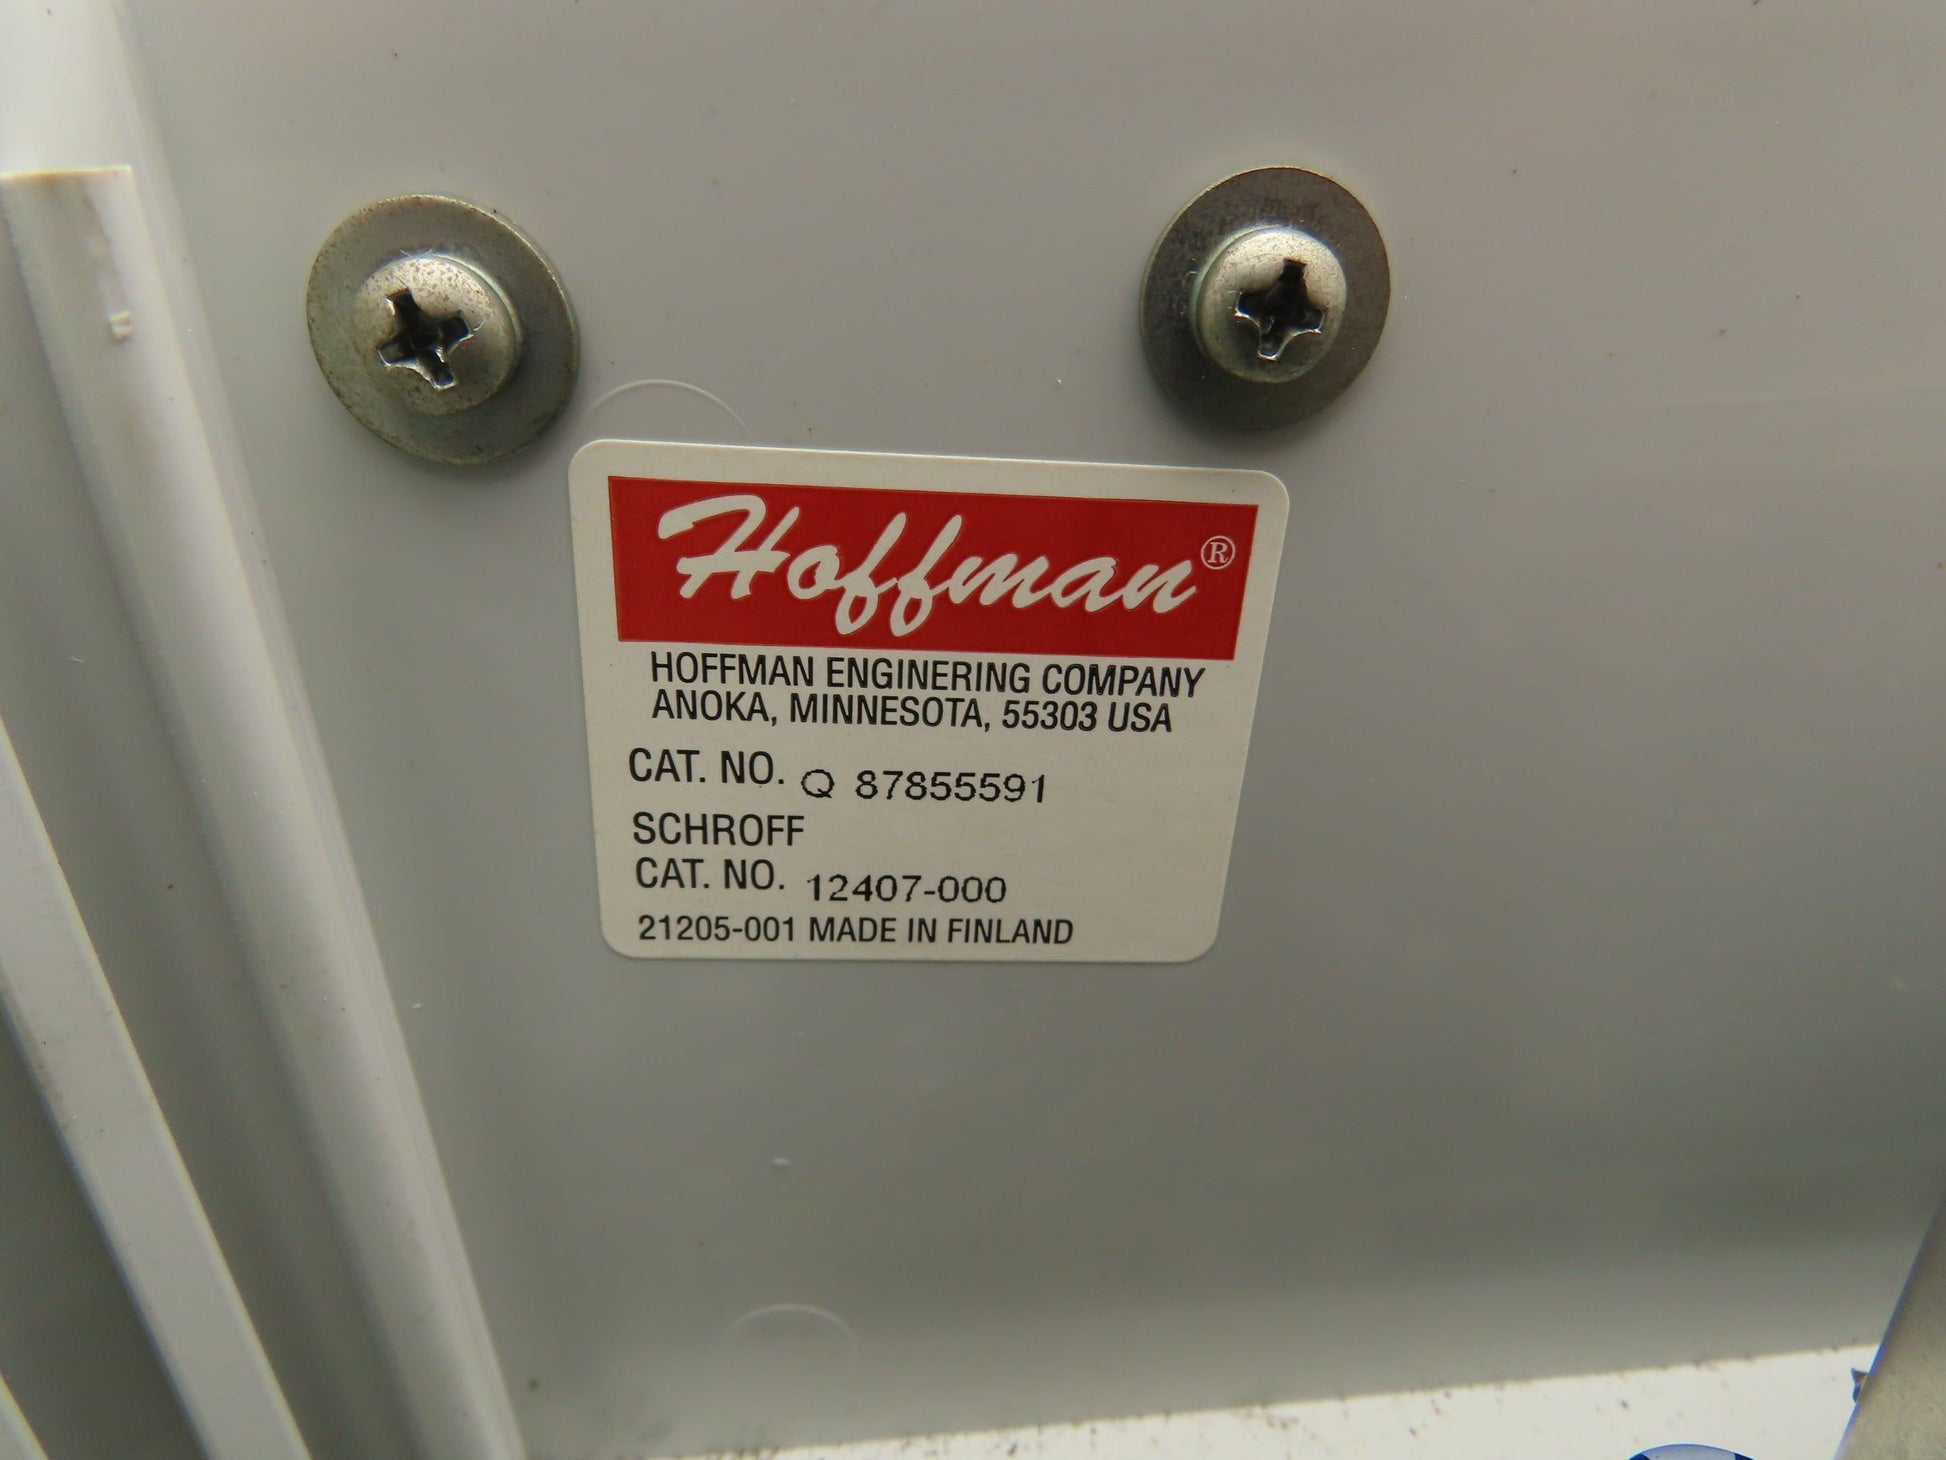 Hoffman®
HOFFMAN ENGINERING COMPANY
ANOKA, MINNESOTA, 55303 USA
CAT. NO. Q 87855591
SCHROFF
CAT. NO. 12407-000
21205-001 MADE IN FINLAND